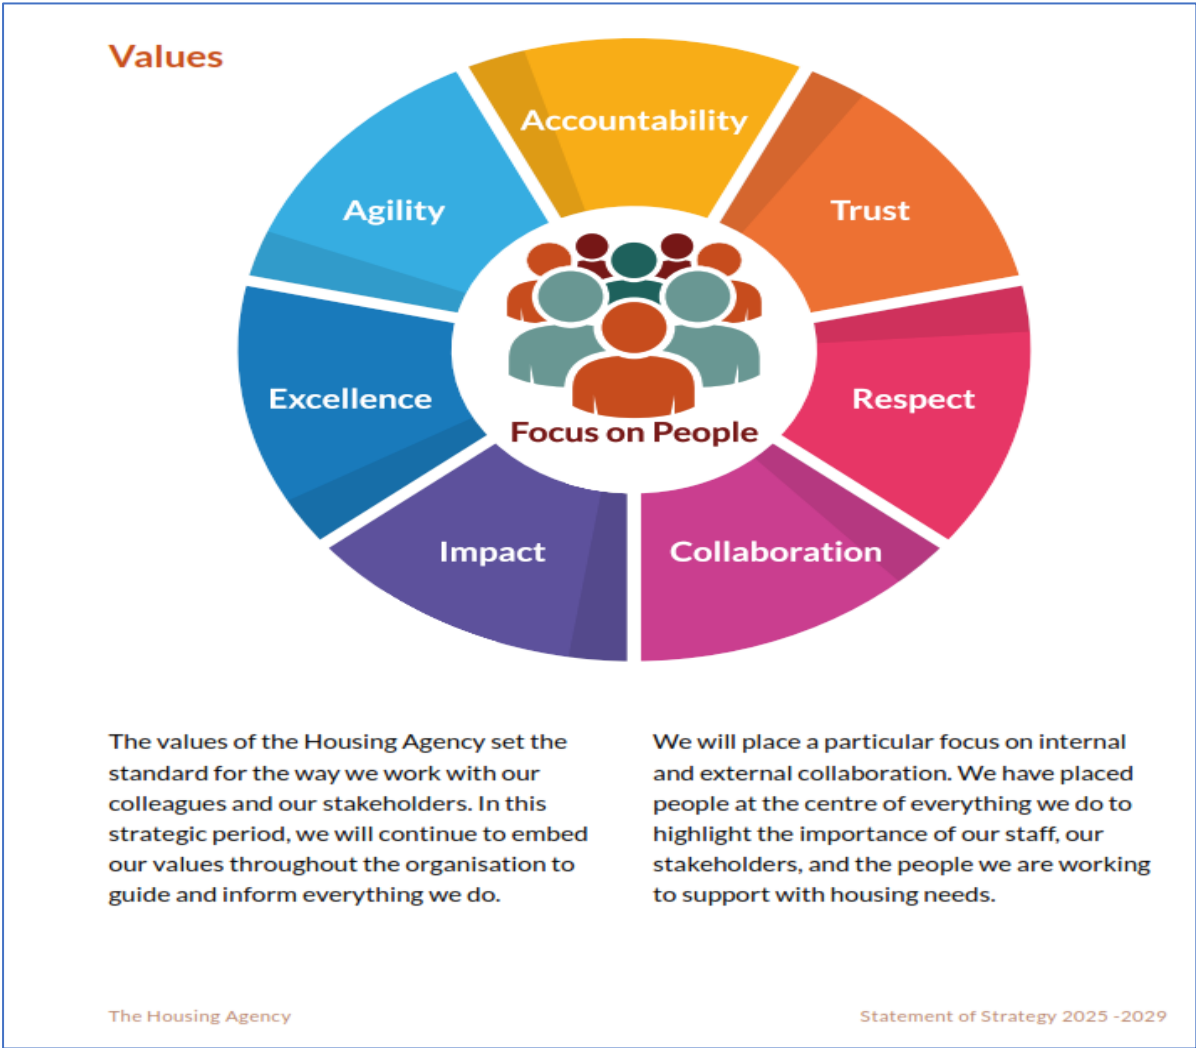 Values
Accountability
Agility
Trust
Excellence
Respect
Focus on People
Impact
Collaboration
The values of the Housing Agency set the
standard for the way we work with our
colleagues and our stakeholders. In this
strategic period, we will continue to embed
our values throughout the organisation to
guide and inform everything we do.
We will place a particular focus on internal
and external collaboration. We have placed
people at the centre of everything we do to
highlight the importance of our staff, our
stakeholders, and the people we are working
to support with housing needs.
The Housing Agency
Statement of Strategy 2025 -2029